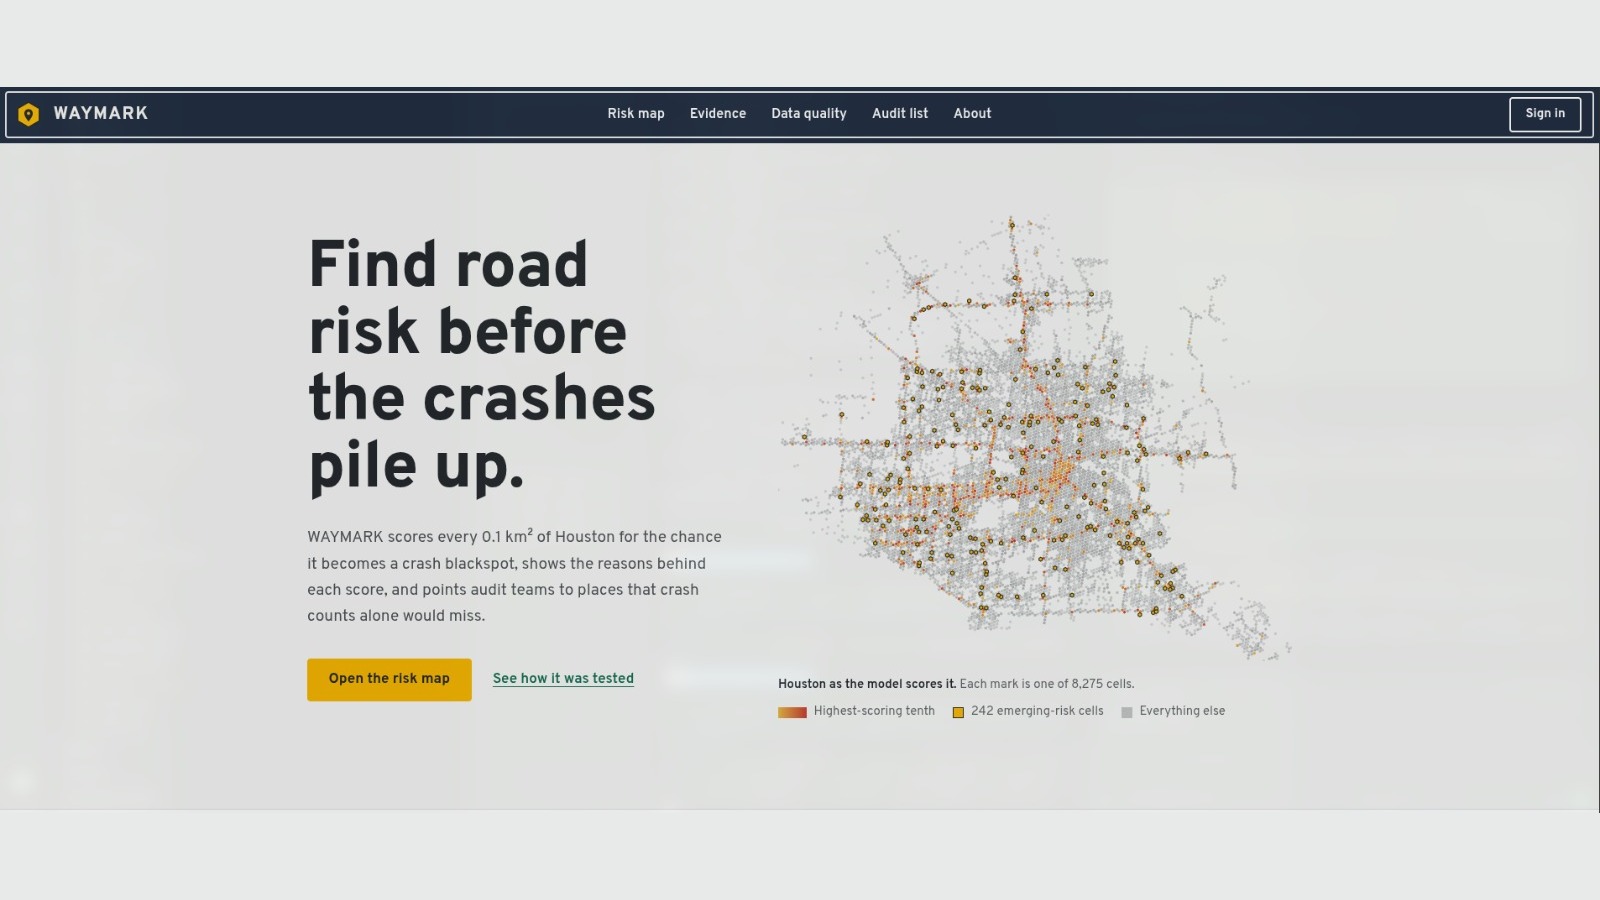 WAYMARK
Risk map
Evidence
Data quality
Audit list
About
Sign in
Find road
risk before
the crashes
pile up.
WAYMARK scores every 0.1 km² of Houston for the chance
it becomes a crash blackspot, shows the reasons behind
each score, and points audit teams to places that crash
counts alone would miss.
Open the risk map
See how it was tested
Houston as the model scores it. Each mark is one of 8,275 cells.
Highest-scoring tenth
242 emerging-risk cells
Everything else